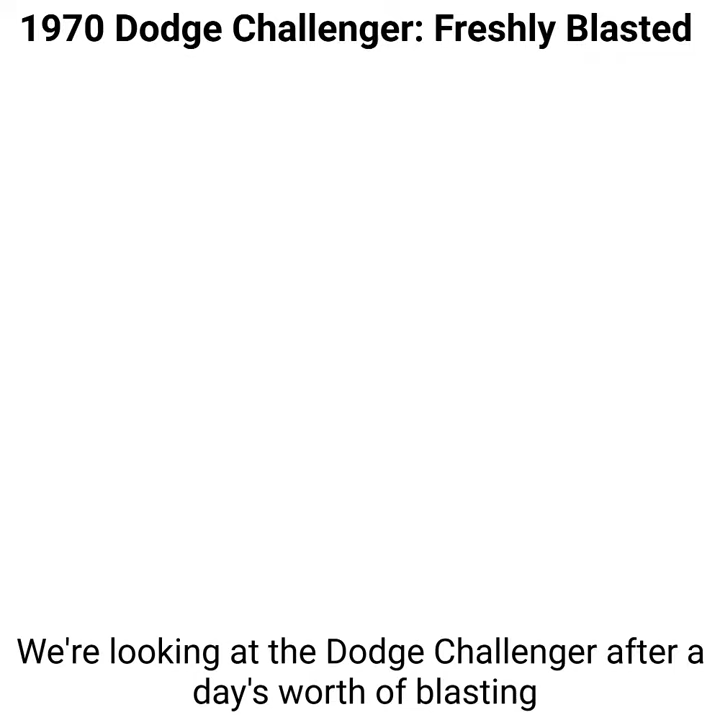 1970 Dodge Challenger: Freshly Blasted
We're looking at the Dodge Challenger after a
day's worth of blasting